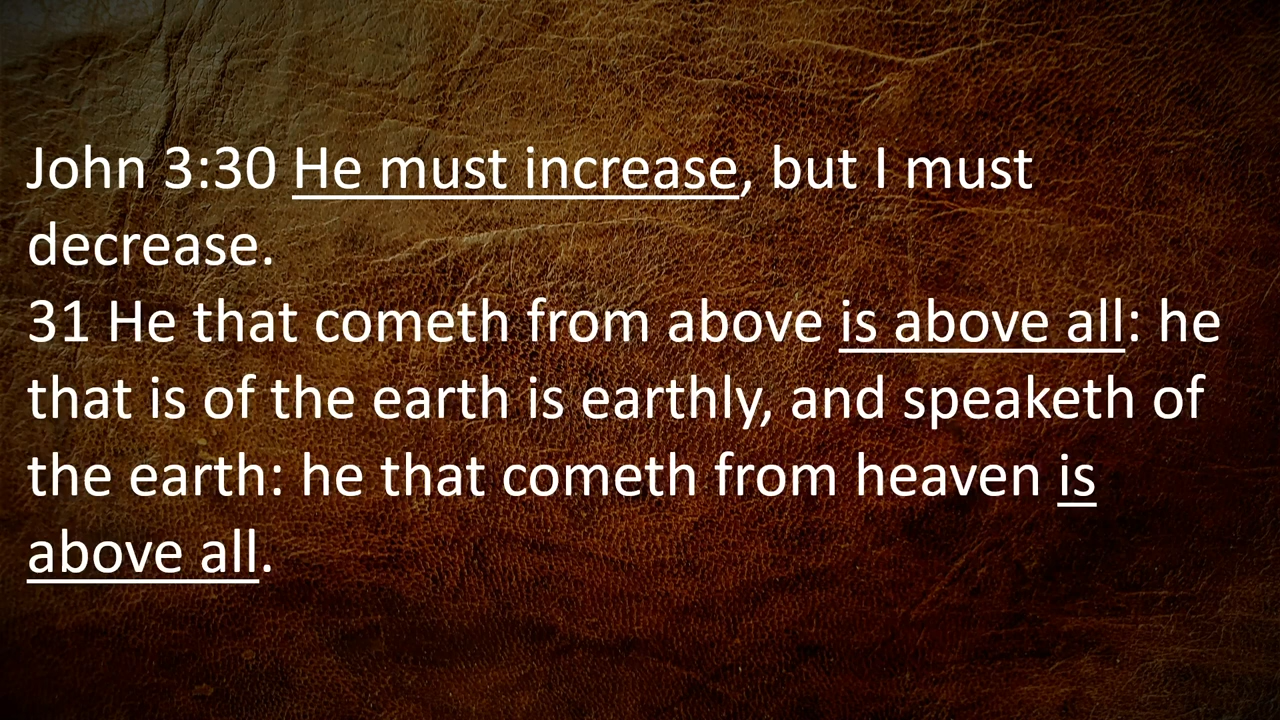 John 3:30 He must increase, but I must
decrease.
31 He that cometh from above is above all: he
that is of the earth is earthly, and speaketh of
the earth: he that cometh from heaven is
above all.